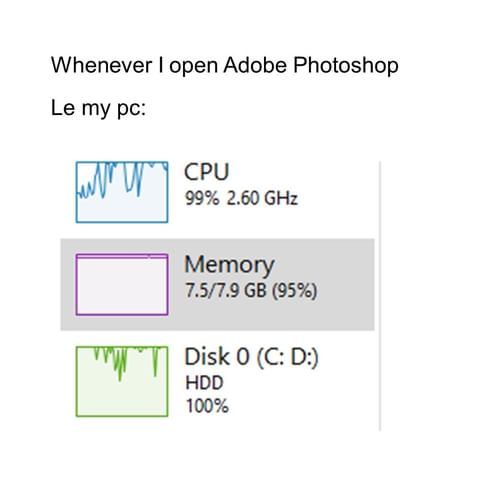 Whenever I open Adobe Photoshop
Le my pc:
CPU
99% 2.60 GHz
Memory
7.5/7.9 GB (95%)
Disk 0 (C: D:)
HDD
100%